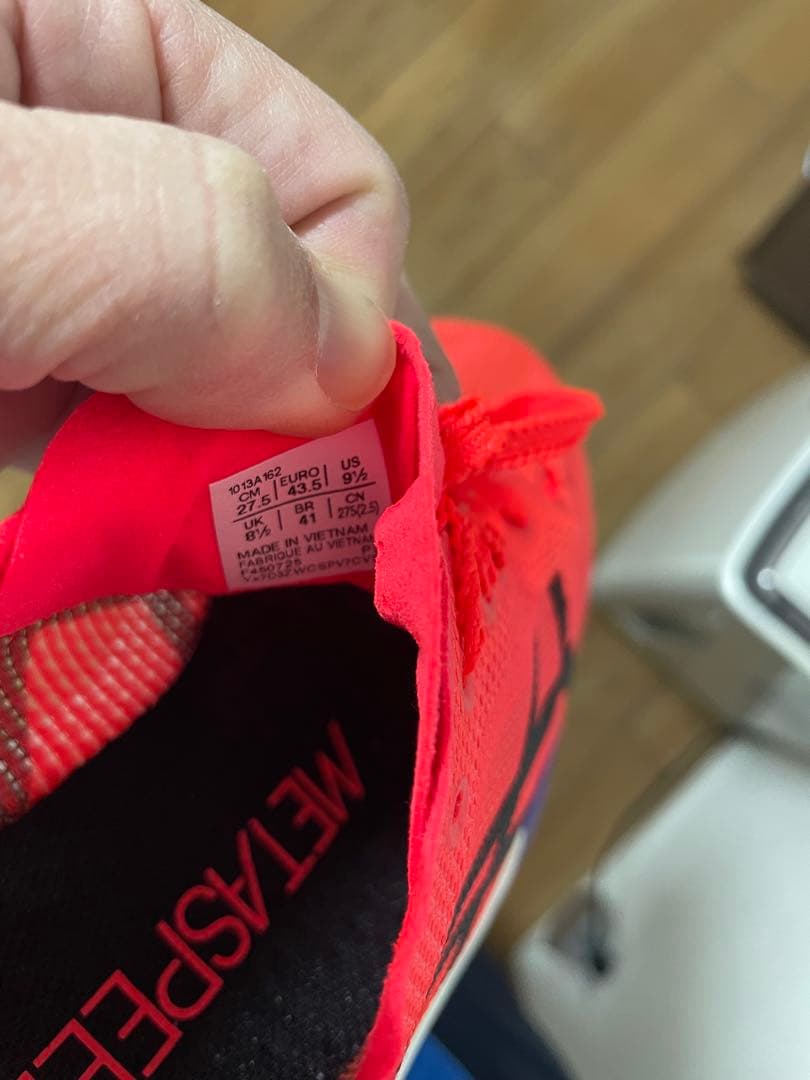 1013A162
CM | EURO | US
27.5 | 43.5 | 9½
UK | BR | CN
8½ | 41 | 275(2.5)
MADE IN VIETNAM
FABRIQUE AU VIETNAM
F450725
METASPEE